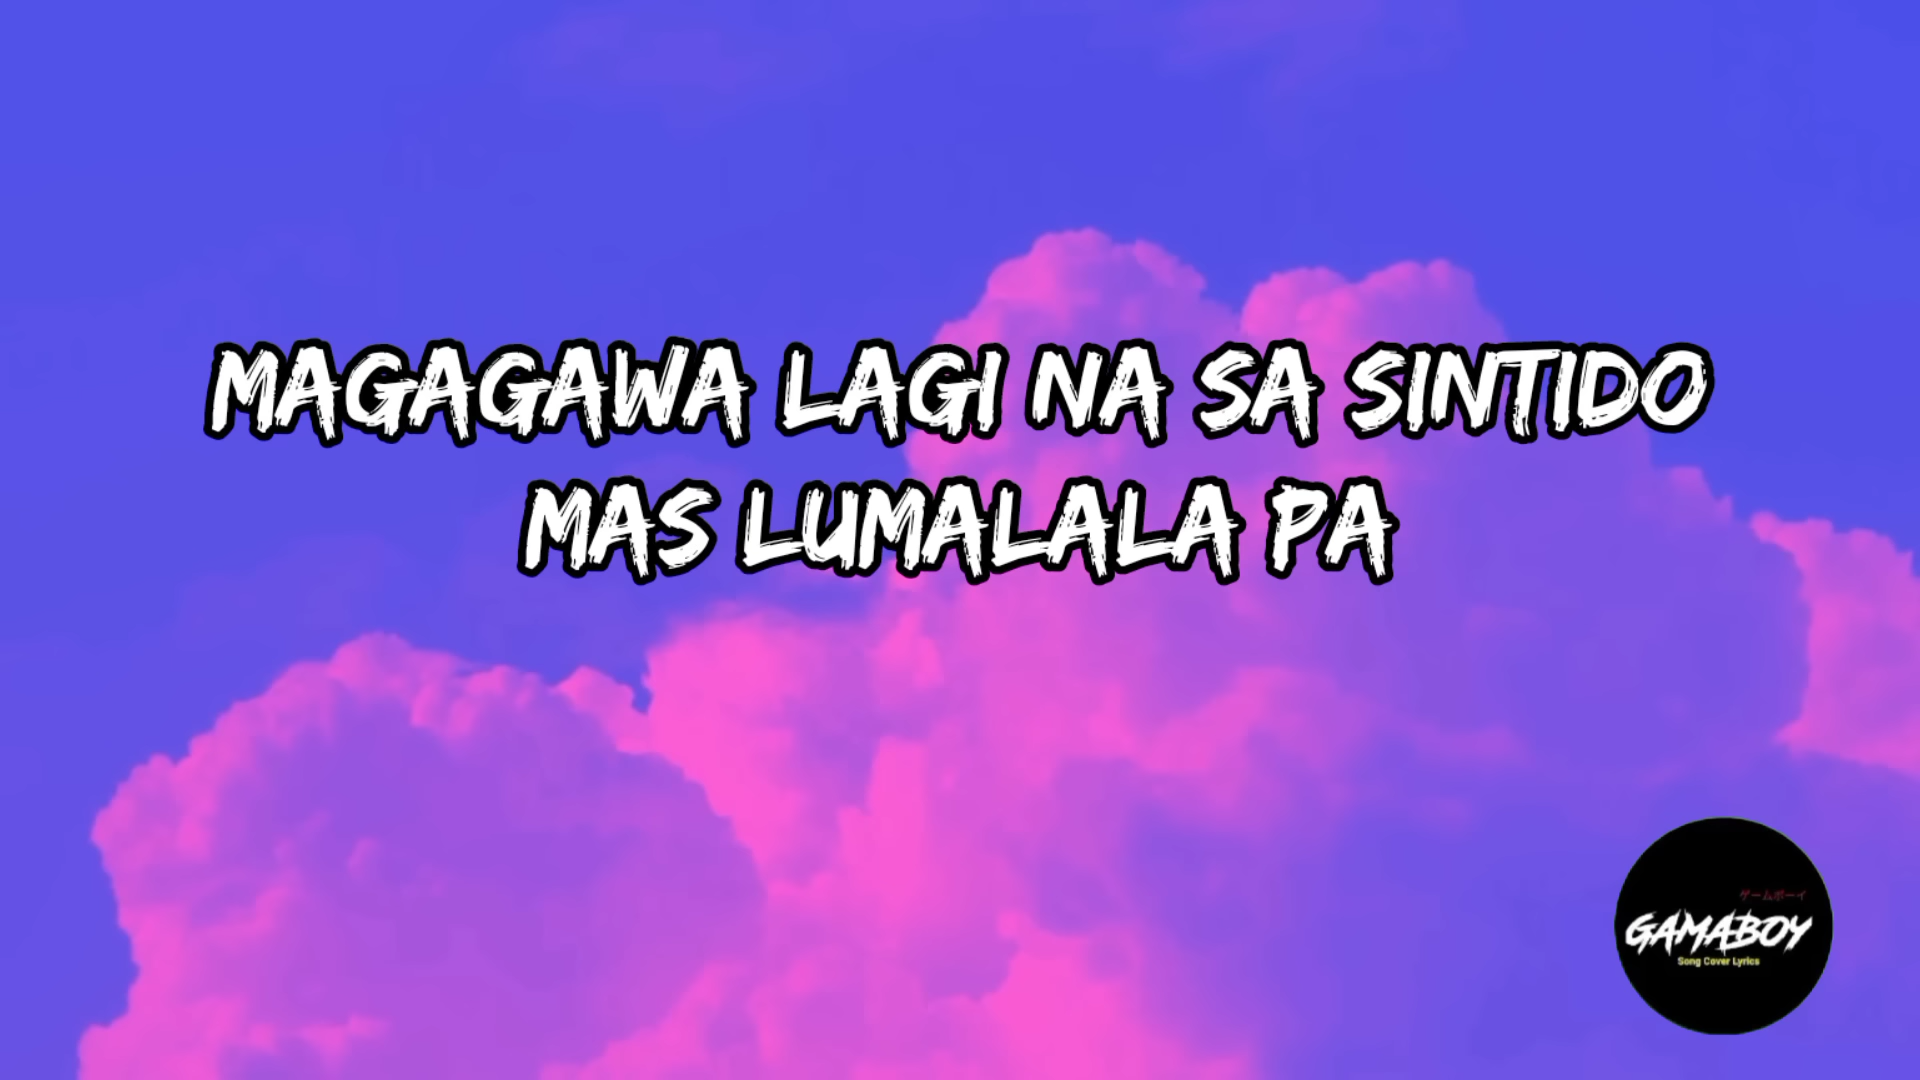 MAGAGAWA LAGI NA SA SINTIDO
MAS LUMALALA PA
ゲームボーイ
GAMABOY
Song Cover Lyrics